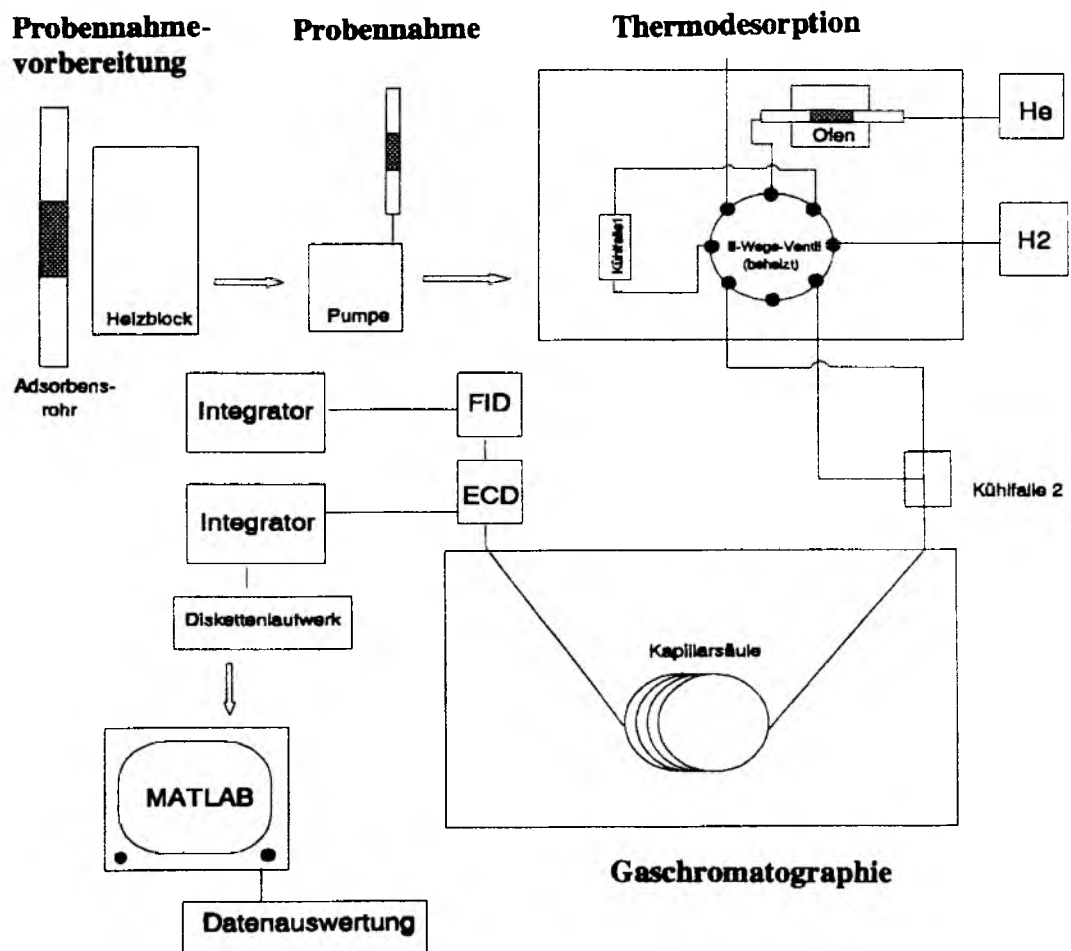 Probennahme-
vorbereitung
Probennahme
Thermodesorption
He
Ofen
Kühlfalle1
8-Wege-Ventil
(beheizt)
H2
Heizblock
Pumpe
Adsorbens-
rohr
Integrator
FID
ECD
Integrator
Kühlfalle 2
Diskettenlaufwerk
Kapillarsäule
MATLAB
Gaschromatographie
Datenauswertung